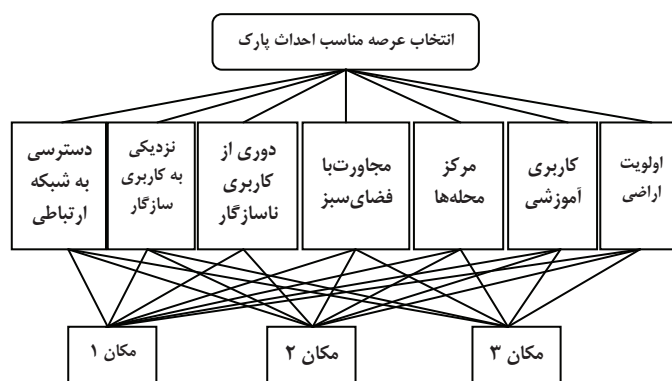 انتخاب عرصه مناسب احداث پارک
اولویت
اراضی
کاربری
آموزشی
مرکز
محله‌ها
مجاورت‌با
فضای‌سبز
دوری از
کاربری
ناسازگار
نزدیکی
به کاربری
سازگار
دسترسی
به شبکه
ارتباطی
مکان ۳
مکان ۲
مکان ۱